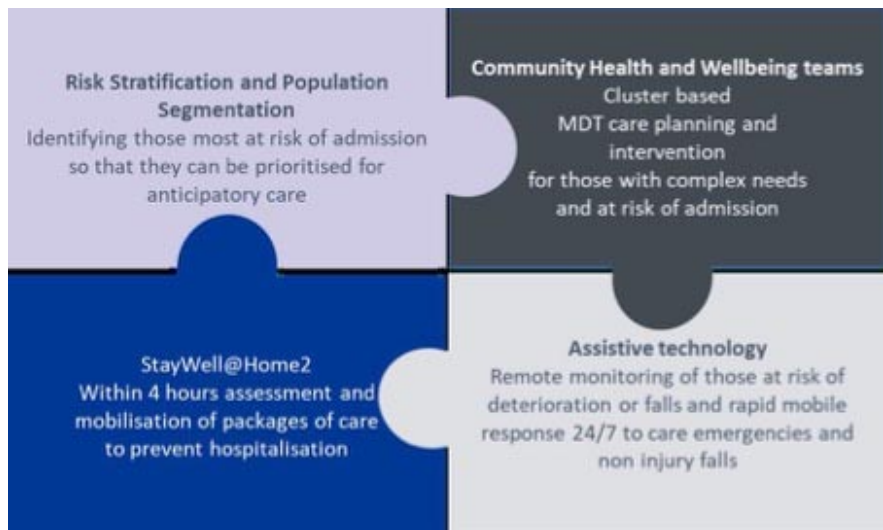 Risk Stratification and Population
Segmentation
Identifying those most at risk of admission
so that they can be prioritised for
anticipatory care
Community Health and Wellbeing teams
Cluster based
MDT care planning and
intervention
for those with complex needs
and at risk of admission
StayWell@Home2
Within 4 hours assessment and
mobilisation of packages of care
to prevent hospitalisation
Assistive technology
Remote monitoring of those at risk of
deterioration or falls and rapid mobile
response 24/7 to care emergencies and
non injury falls